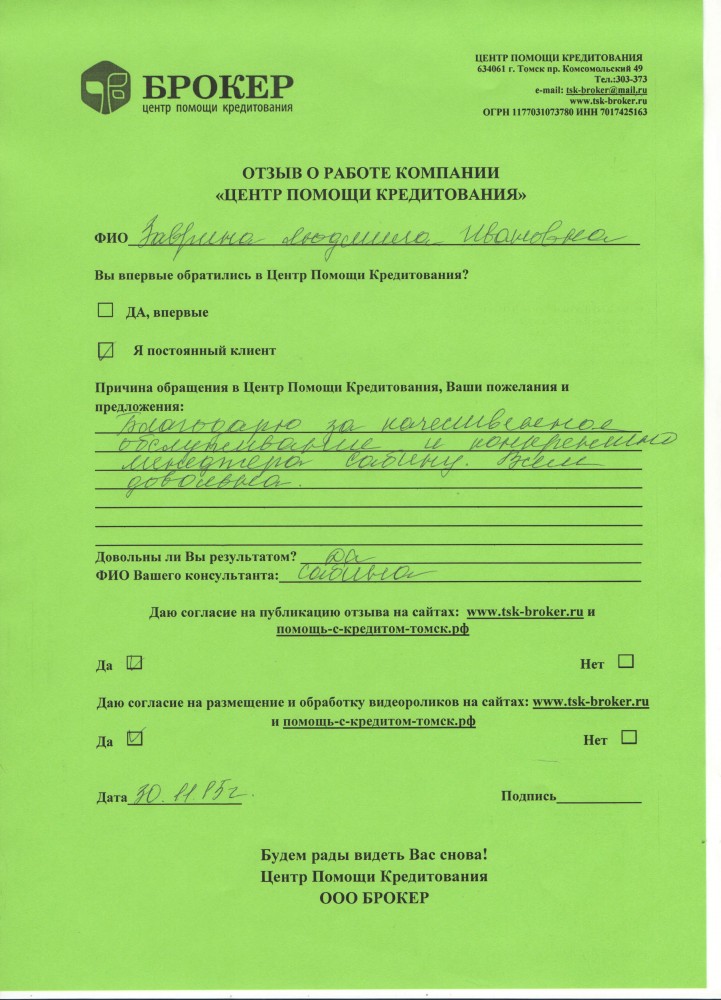 БРОКЕР
центр помощи кредитования
ЦЕНТР ПОМОЩИ КРЕДИТОВАНИЯ
634061 г. Томск пр. Комсомольский 49
Тел.:303-373
e-mail: tsk-broker@mail.ru
www.tsk-broker.ru
ОГРН 1177031073780 ИНН 7017425163
ОТЗЫВ О РАБОТЕ КОМПАНИИ
«ЦЕНТР ПОМОЩИ КРЕДИТОВАНИЯ»
ФИО Людмила Ивановна
Вы впервые обратились в Центр Помощи Кредитования?
ДА, впервые
Я постоянный клиент
Причина обращения в Центр Помощи Кредитования, Ваши пожелания и
предложения:
Благодарю за качественное
обслуживание и конкретно
менеджера Сабину. Всем
довольна.
Довольны ли Вы результатом? Да
ФИО Вашего консультанта: Сабина
Даю согласие на публикацию отзыва на сайтах: www.tsk-broker.ru и
помощь-с-кредитом-томск.рф
Да Нет
Даю согласие на размещение и обработку видеороликов на сайтах: www.tsk-broker.ru
и помощь-с-кредитом-томск.рф
Да Нет
Дата 30.11 Подпись
Будем рады видеть Вас снова!
Центр Помощи Кредитования
ООО БРОКЕР